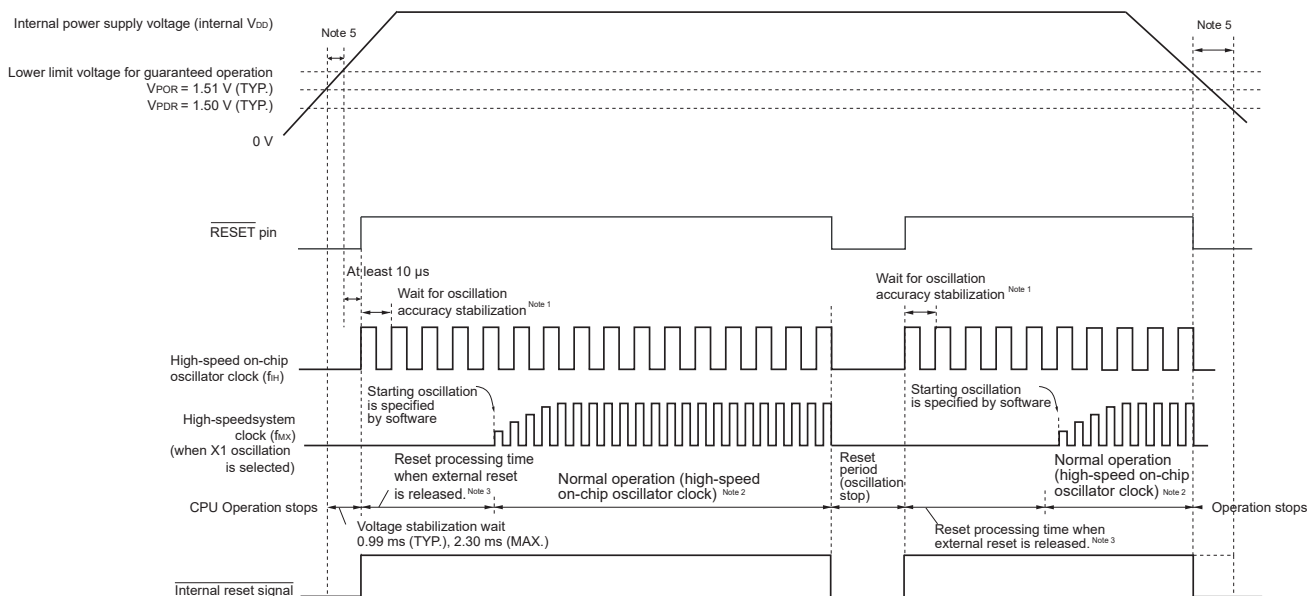 Internal power supply voltage (internal VDD)
Note 5
Note 5
Lower limit voltage for guaranteed operation
VPOR = 1.51 V (TYP.)
VPDR = 1.50 V (TYP.)
0 V
RESET pin
At least 10 µs
Wait for oscillation
accuracy stabilization Note 1
Wait for oscillation
accuracy stabilization Note 1
High-speed on-chip
oscillator clock (fIH)
Starting oscillation
is specified
by software
Starting oscillation
is specified by software
High-speedsystem
clock (fMX)
(when X1 oscillation
is selected)
Reset processing time
when external reset
is released. Note 3
Normal operation (high-speed
on-chip oscillator clock) Note 2
Reset
period
(oscillation
stop)
Normal operation
(high-speed on-chip
oscillator clock) Note 2
CPU Operation stops
Operation stops
Voltage stabilization wait
0.99 ms (TYP.), 2.30 ms (MAX.)
Reset processing time when
external reset is released. Note 3
Internal reset signal